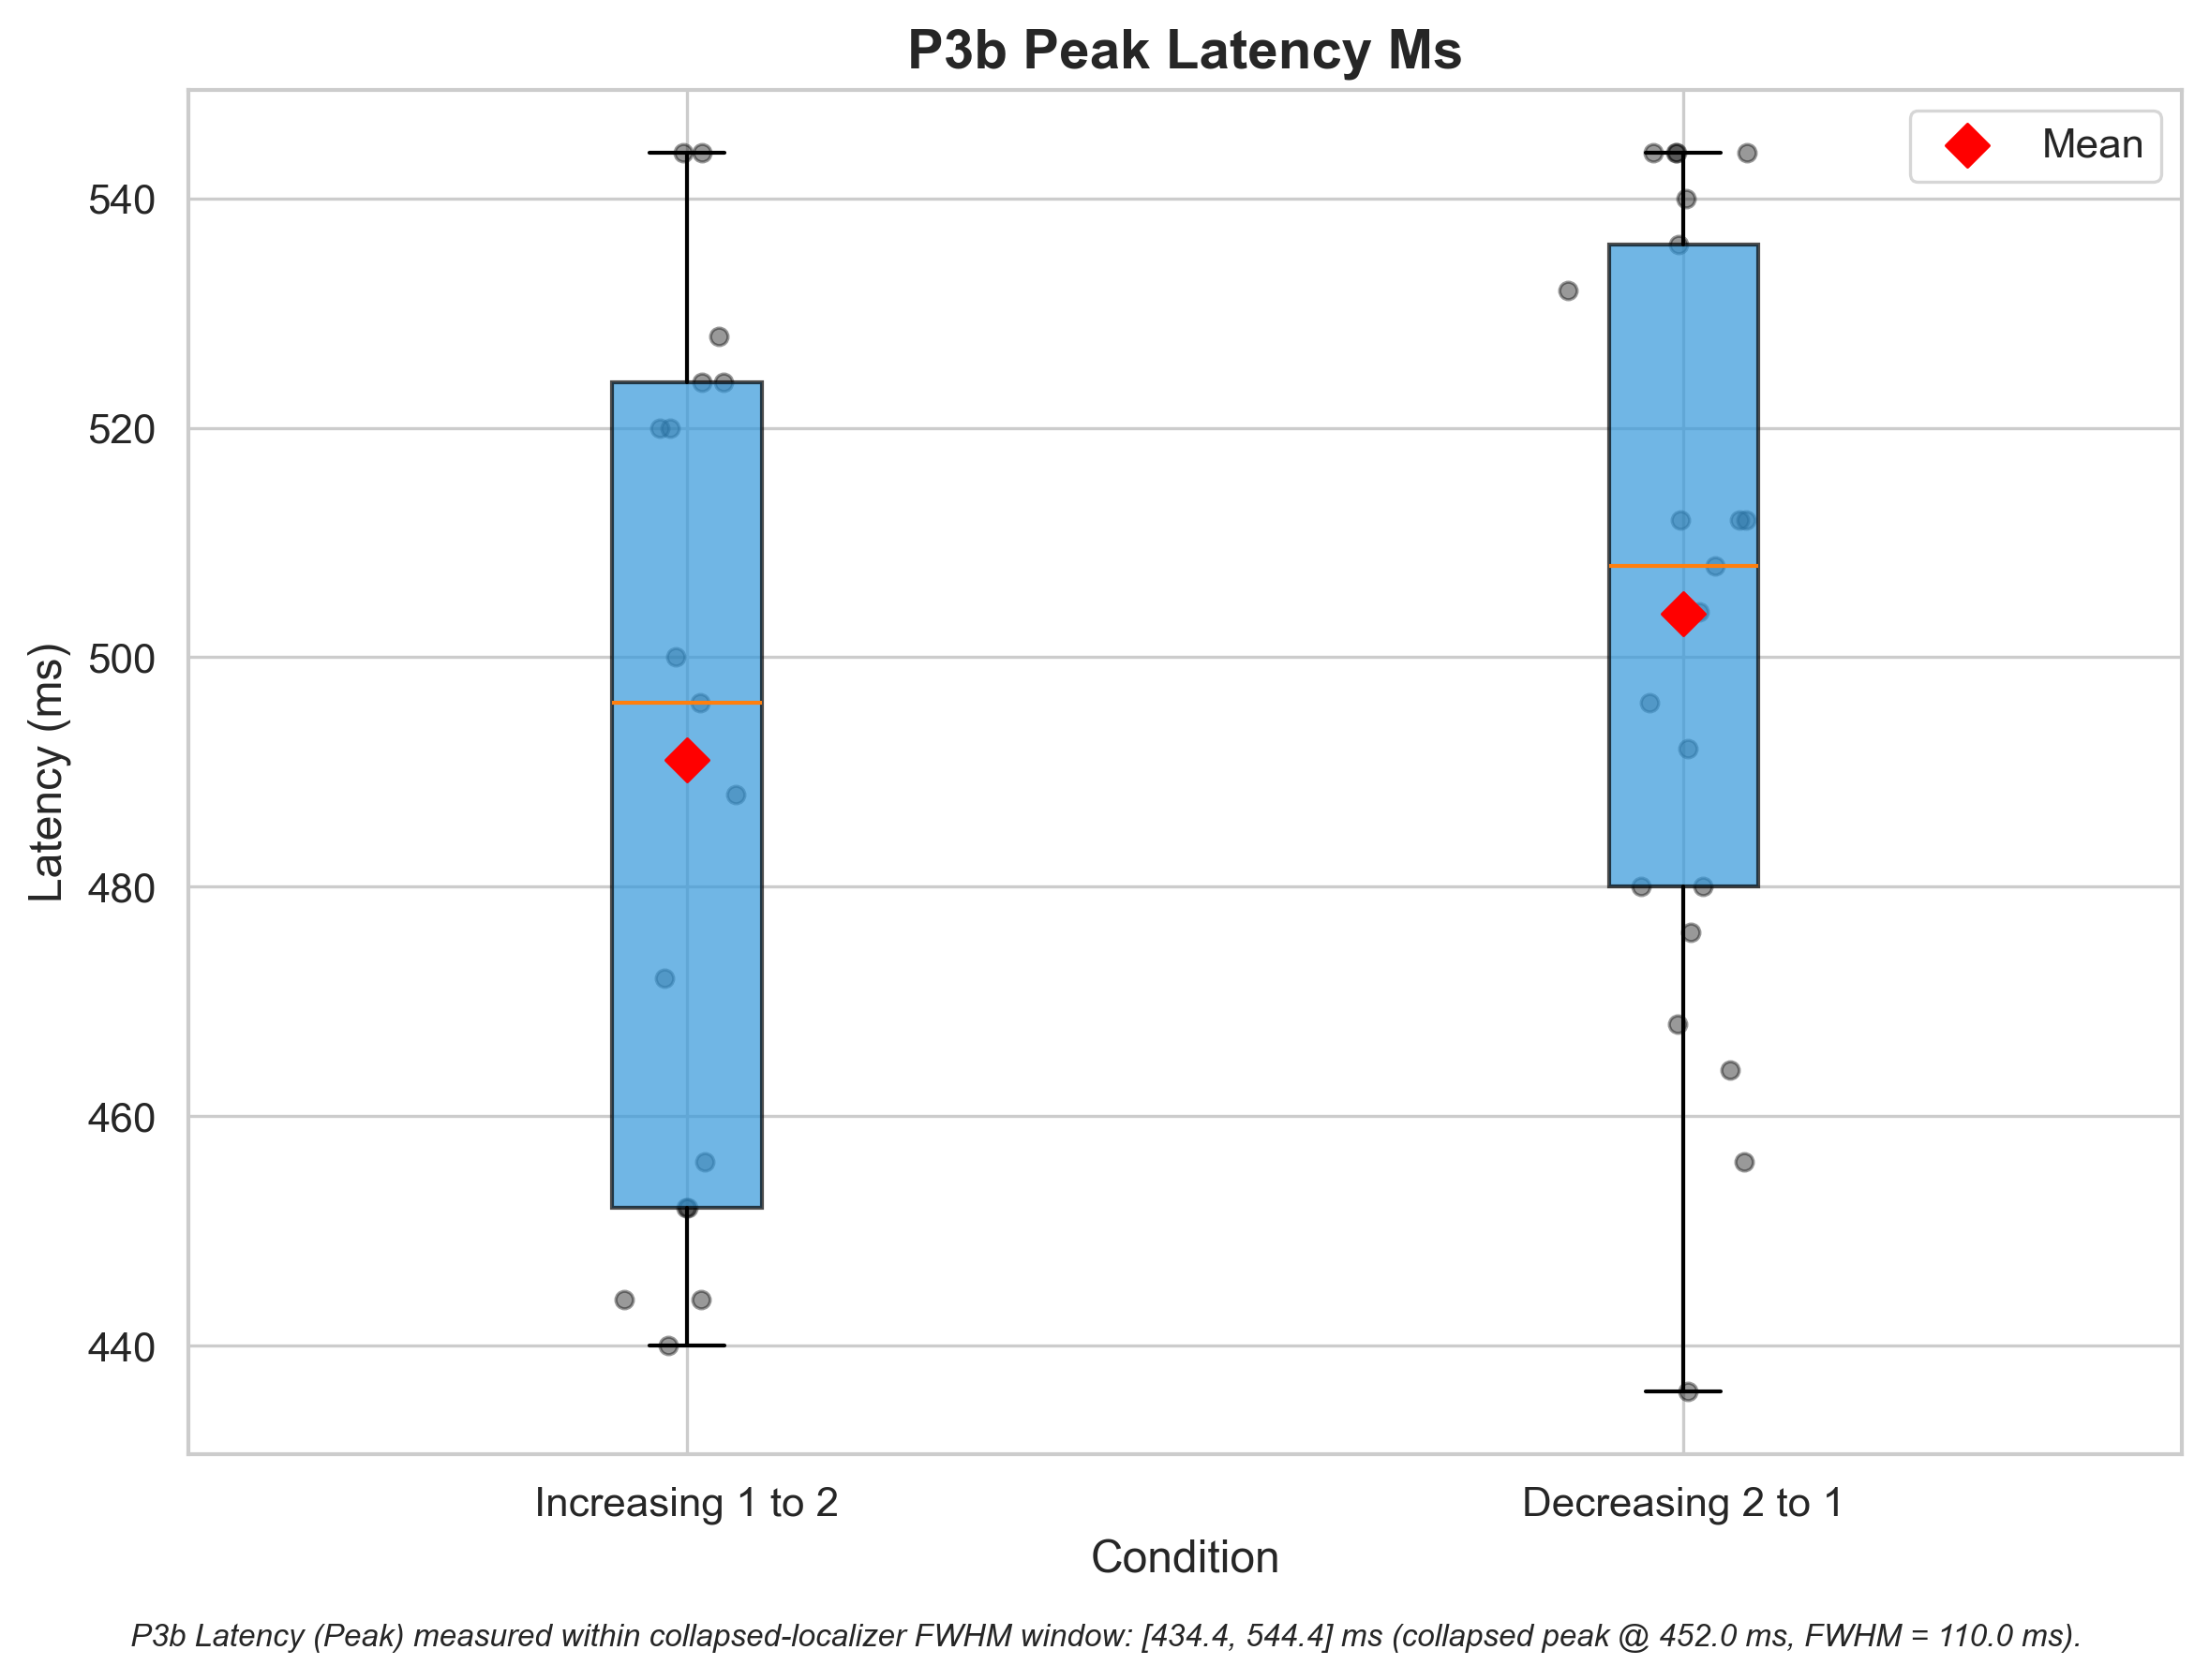 P3b Peak Latency Ms
Mean
540
520
500
480
460
440
Latency (ms)
Increasing 1 to 2
Decreasing 2 to 1
Condition
P3b Latency (Peak) measured within collapsed-localizer FWHM window: [434.4, 544.4] ms (collapsed peak @ 452.0 ms, FWHM = 110.0 ms).